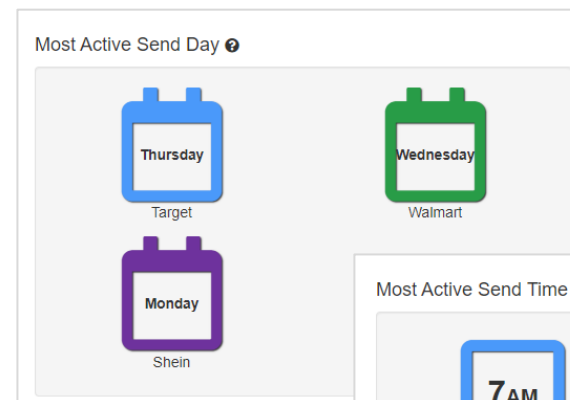 Most Active Send Day ?
Thursday
Target
Wednesday
Walmart
Monday
Shein
Most Active Send Time
7AM